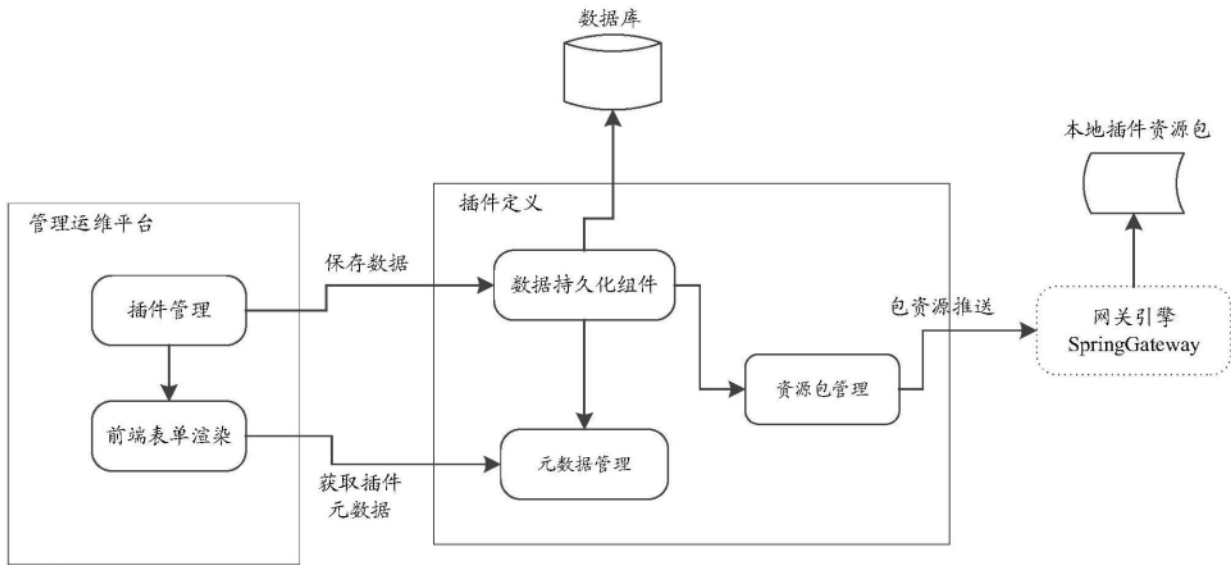 数据库
本地插件资源包
插件定义
管理运维平台
保存数据
数据持久化组件
插件管理
包资源推送
网关引擎
SpringGateway
资源包管理
前端表单渲染
元数据管理
获取插件
元数据